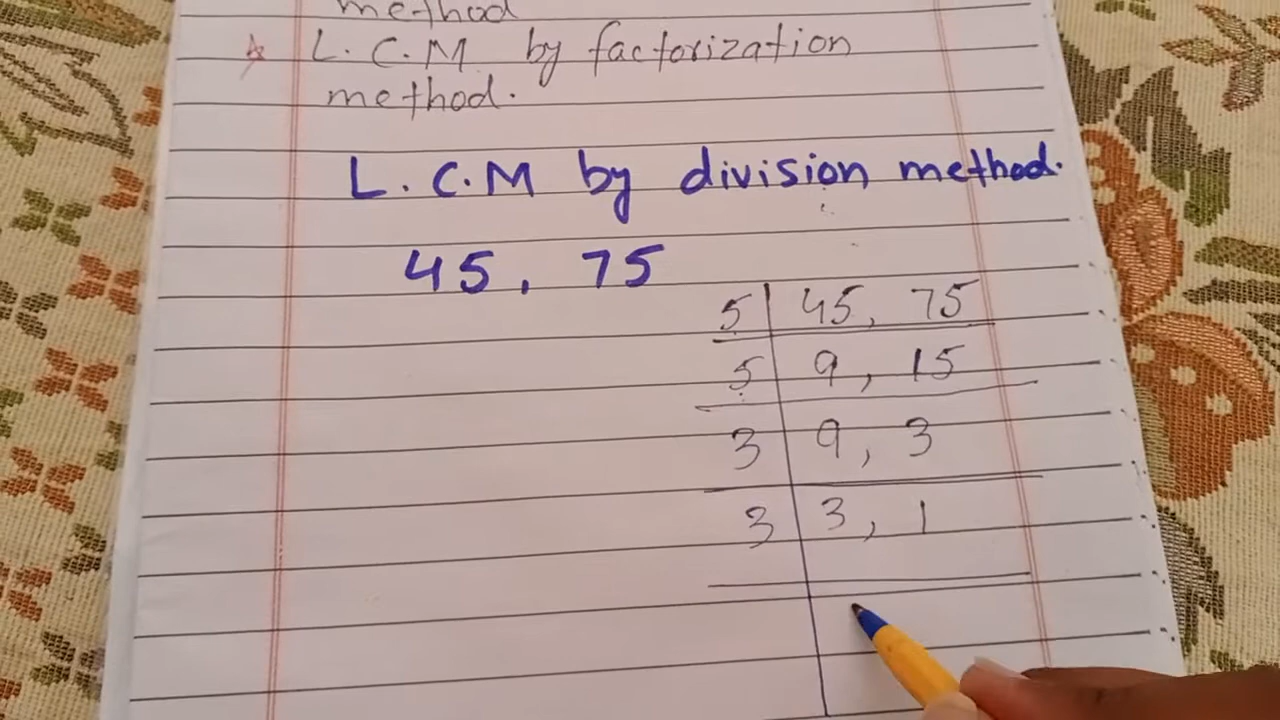 method
L.C.M by factorization
method.
L.C.M by division method.
45, 75
5 | 45, 75
5 | 9, 15
3 | 9, 3
3 | 3, 1